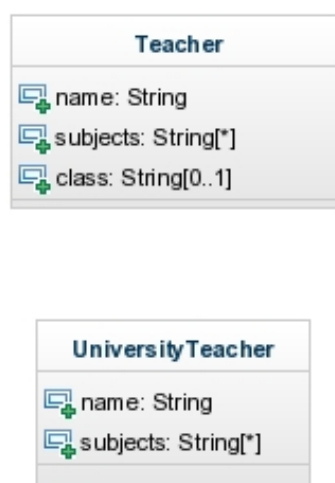 Teacher
name: String
subjects: String[*]
class: String[0..1]
UniversityTeacher
name: String
subjects: String[*]